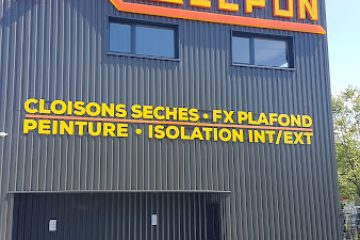 CLOISONS SECHES • FX PLAFOND
PEINTURE • ISOLATION INT/EXT